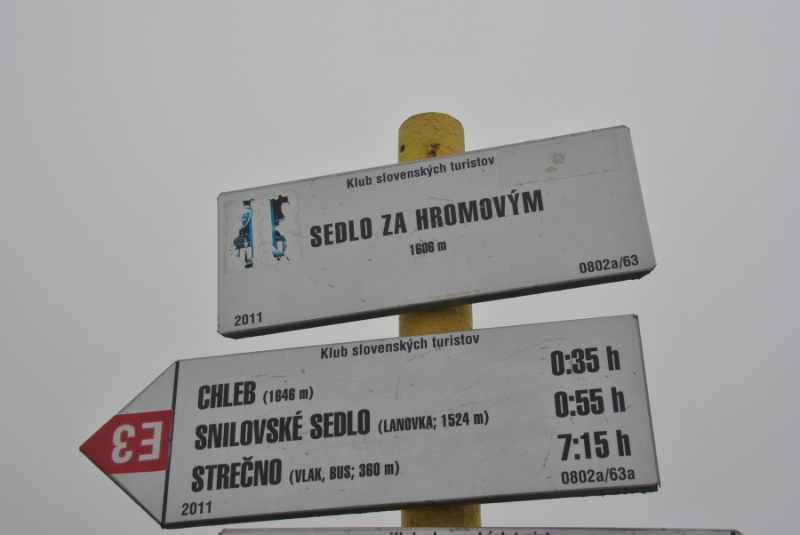 Klub slovenských turistov
SEDLO ZA HROMOVÝM
1606 m
0802a/63
2011
Klub slovenských turistov
CHLEB (1646 m) 0:35 h
SNILOVSKÉ SEDLO (LANOVKA; 1524 m) 0:55 h
STREČNO (VLAK, BUS; 360 m) 7:15 h
E3
0802a/63a
2011